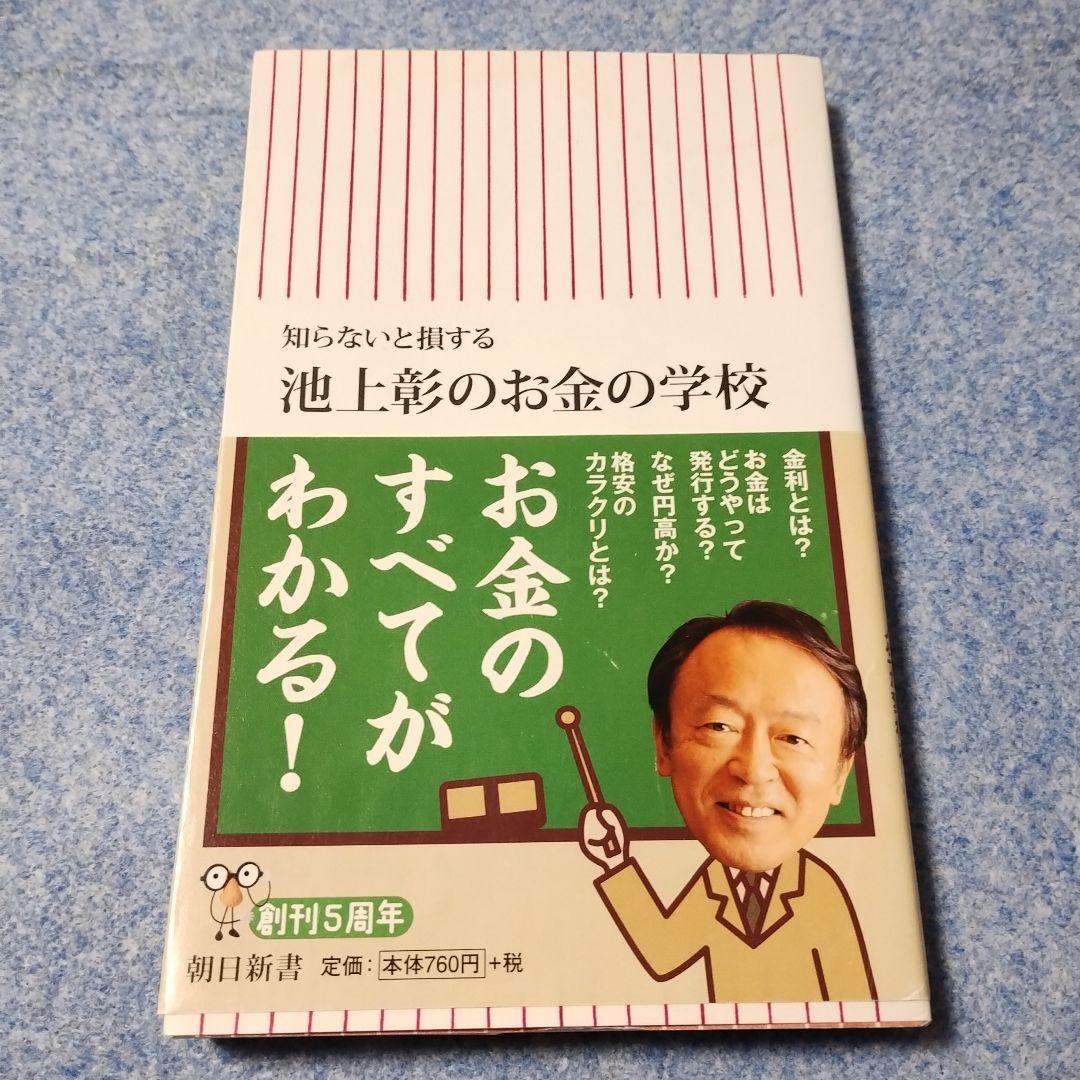 知らないと損する
池上彰のお金の学校
金利とは?
お金は
どうやって
発行する?
なぜ円高か?
格安の
カラクリとは?
お金の
すべてが
わかる!
創刊5周年
朝日新書 定価:本体760円+税